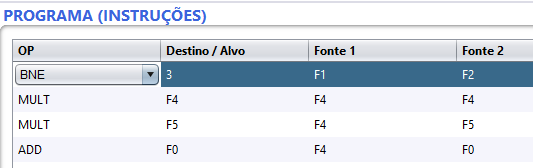 PROGRAMA (INSTRUÇÕES)
OP Destino / Alvo Fonte 1 Fonte 2
BNE 3 F1 F2
MULT F4 F4 F4
MULT F5 F4 F5
ADD F0 F4 F0